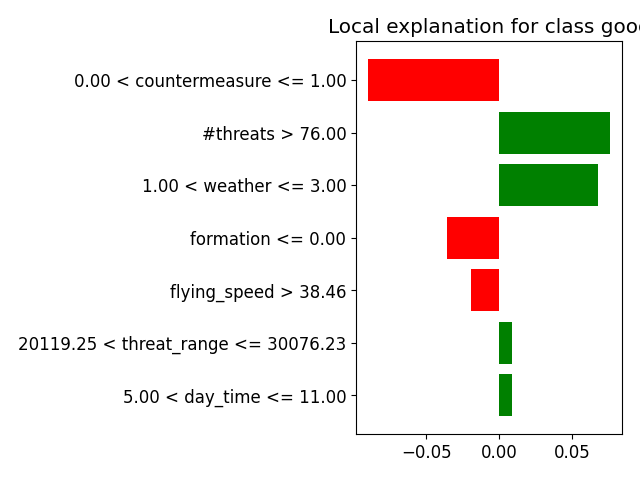 Local explanation for class good
0.00 < countermeasure <= 1.00
#threats > 76.00
1.00 < weather <= 3.00
formation <= 0.00
flying_speed > 38.46
20119.25 < threat_range <= 30076.23
5.00 < day_time <= 11.00
−0.05 0.00 0.05